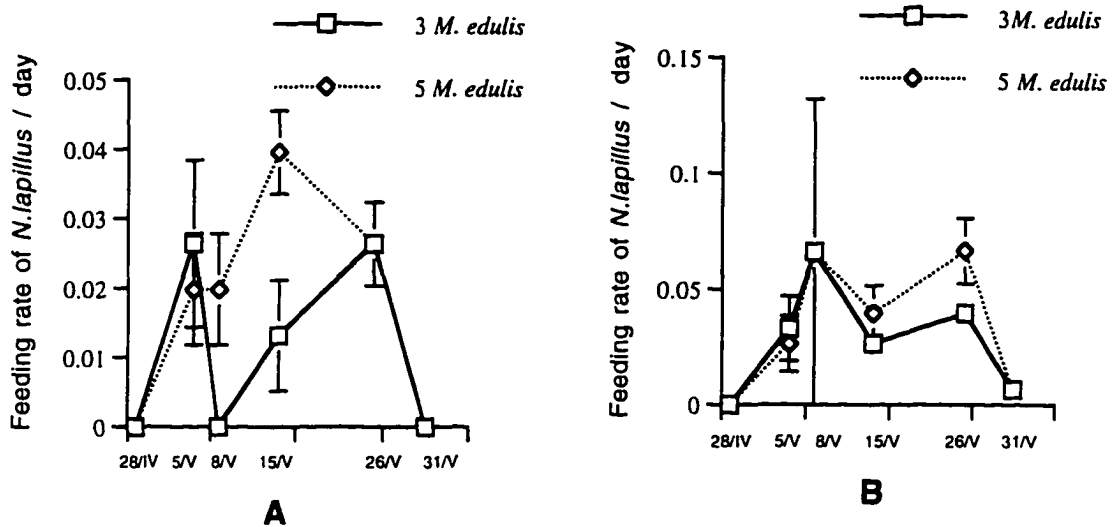 3 M. edulis
5 M. edulis
Feeding rate of N.lapillus / day
0.05
0.04
0.03
0.02
0.01
0
28/IV 5/V 8/V 15/V 26/V 31/V
A
3M. edulis
5 M. edulis
Feeding rate of N.lapillus / day
0.15
0.1
0.05
0
28/IV 5/V 8/V 15/V 26/V 31/V
B